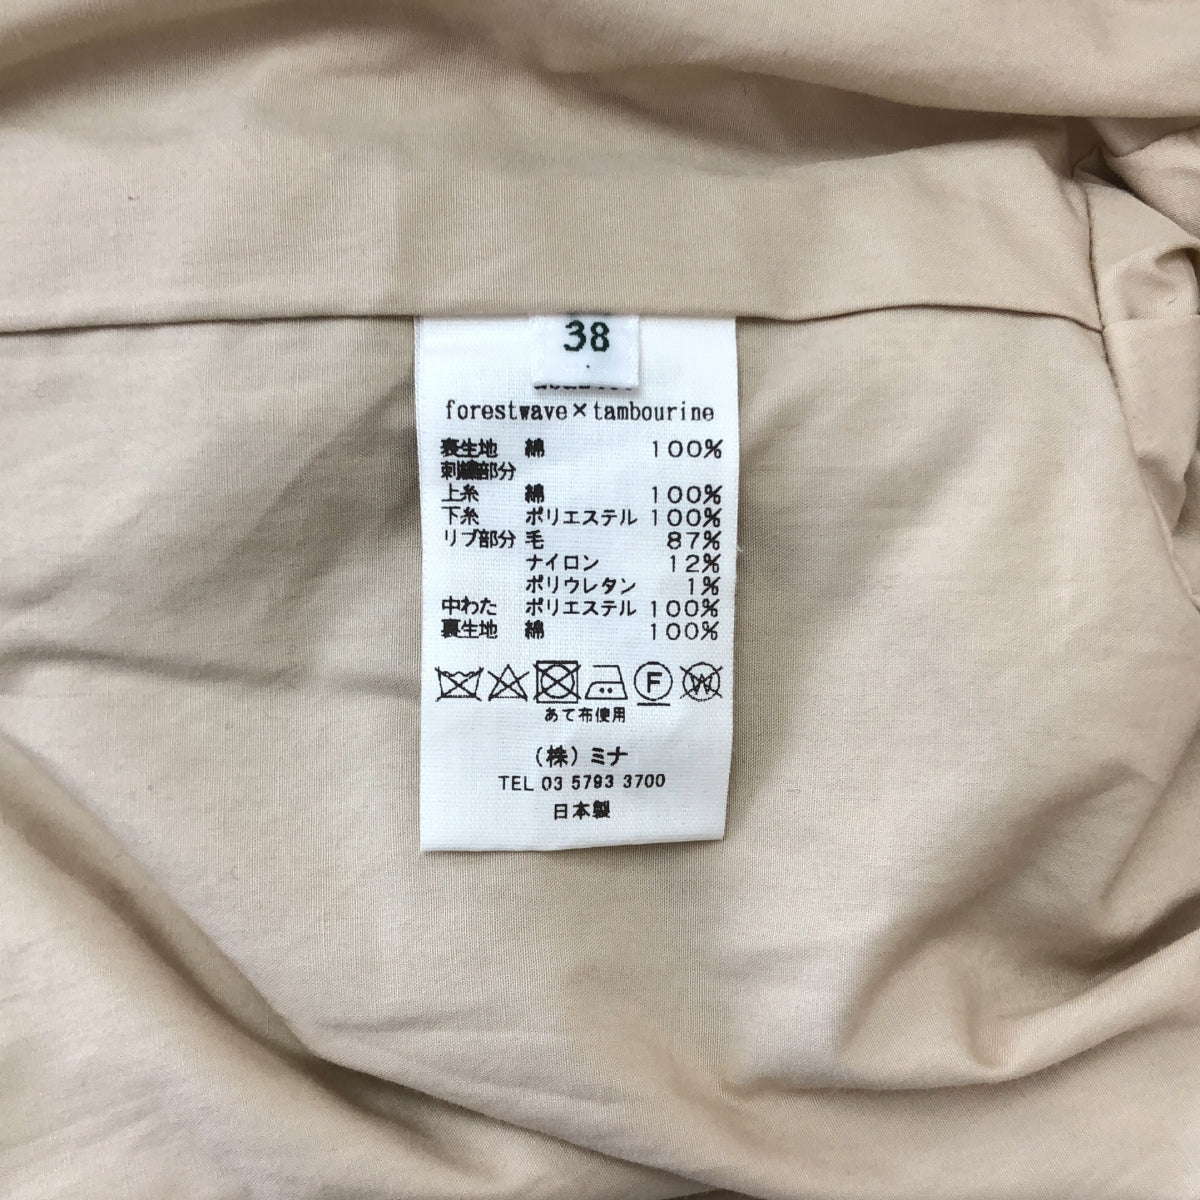 38
forestwave×tambourine
表生地 綿 100%
刺繍部分
上糸 綿 100%
下糸 ポリエステル 100%
リブ部分 毛 87%
ナイロン 12%
ポリウレタン 1%
中わた ポリエステル 100%
裏生地 綿 100%
F W
あて布使用
(株)ミナ
TEL 03 5793 3700
日本製